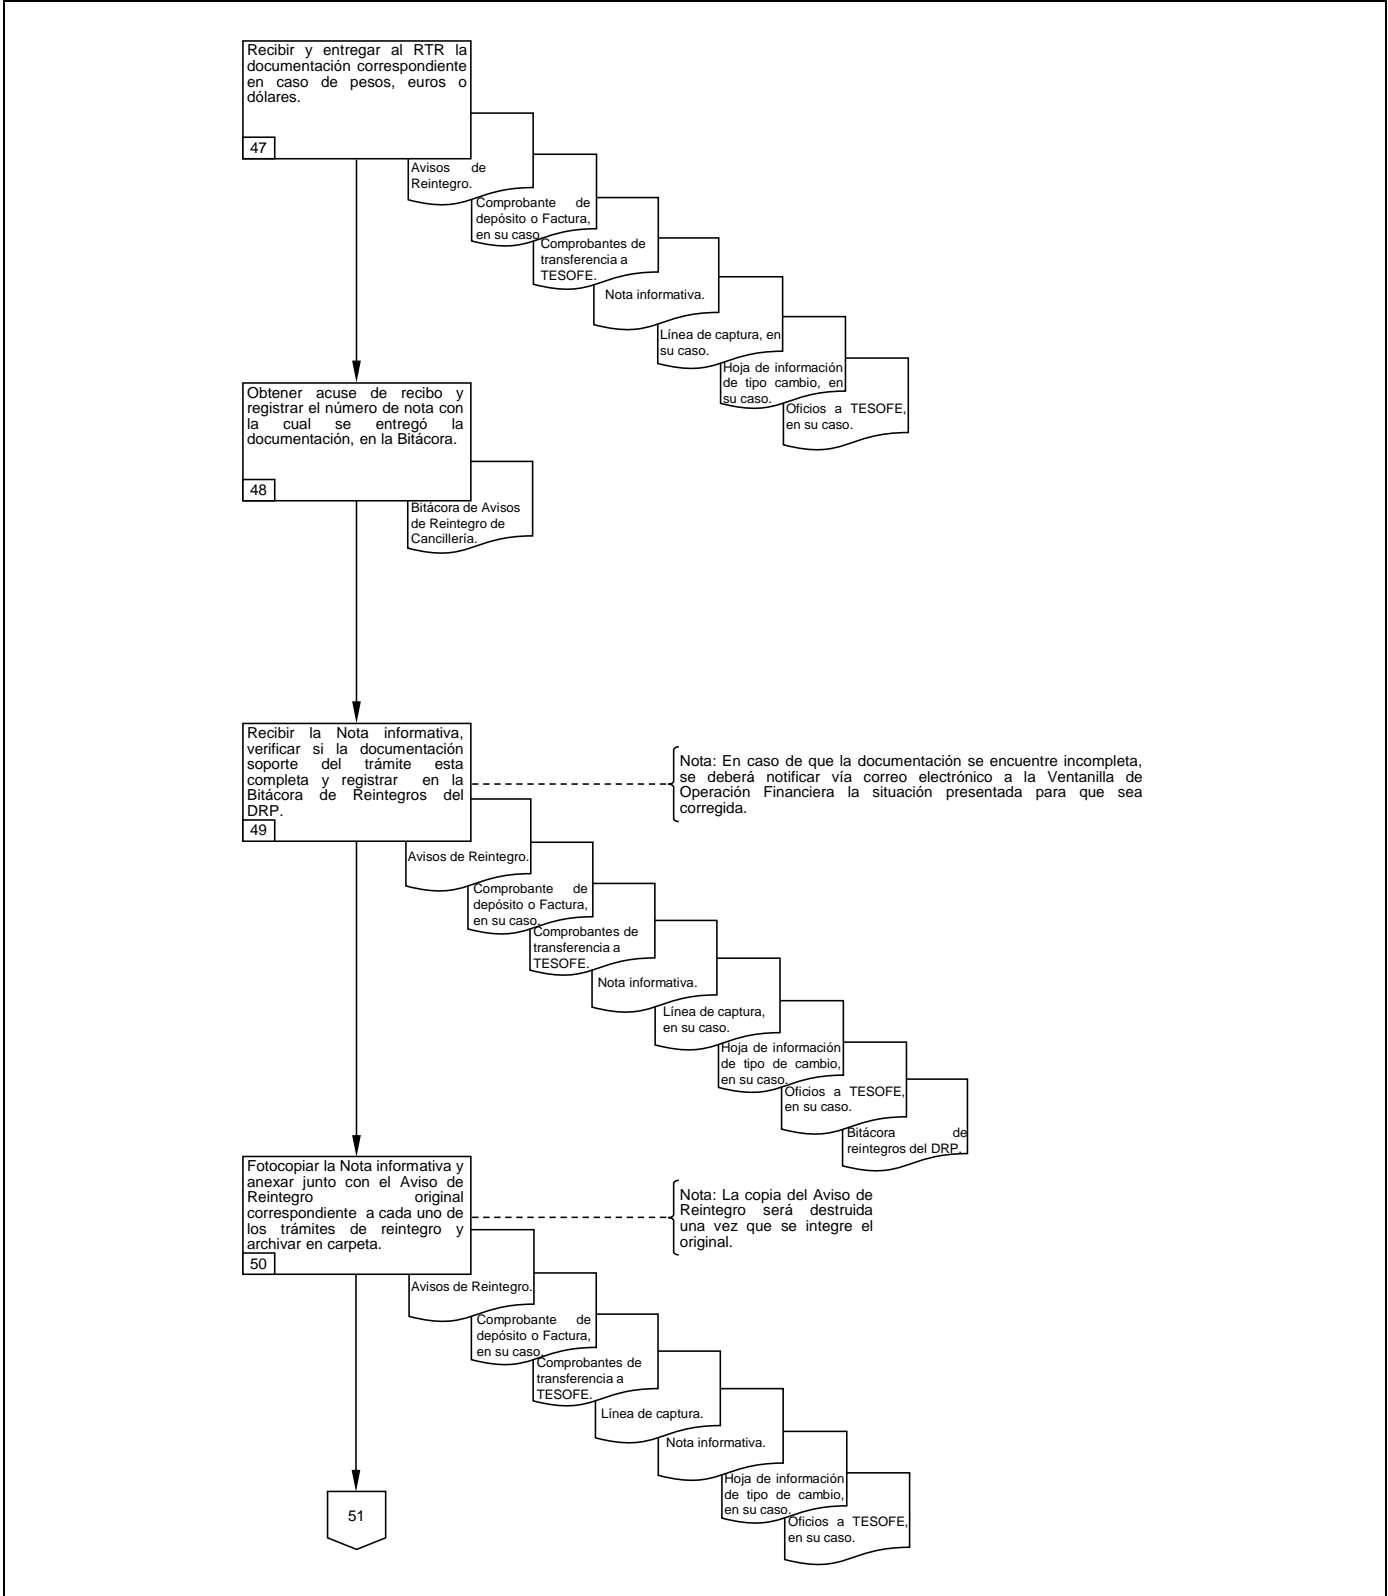 Recibir y entregar al RTR la
documentación correspondiente
en caso de pesos, euros o
dólares.
47
Avisos de
Reintegro.
Comprobante de
depósito o Factura,
en su caso.
Comprobantes de
transferencia a
TESOFE.
Nota informativa.
Línea de captura, en
su caso.
Hoja de información
de tipo cambio, en
su caso.
Oficios a TESOFE,
en su caso.
Obtener acuse de recibo y
registrar el número de nota con
la cual se entregó la
documentación, en la Bitácora.
48
Bitácora de Avisos
de Reintegro de
Cancillería.
Recibir la Nota informativa,
verificar si la documentación
soporte del trámite esta
completa y registrar en la
Bitácora de Reintegros del
DRP.
49
Nota: En caso de que la documentación se encuentre incompleta,
se deberá notificar vía correo electrónico a la Ventanilla de
Operación Financiera la situación presentada para que sea
corregida.
Avisos de Reintegro.
Comprobante de
depósito o Factura,
en su caso.
Comprobantes de
transferencia a
TESOFE.
Nota informativa.
Línea de captura,
en su caso.
Hoja de información
de tipo de cambio,
en su caso.
Oficios a TESOFE,
en su caso.
Bitácora de
reintegros del DRP.
Fotocopiar la Nota informativa y
anexar junto con el Aviso de
Reintegro original
correspondiente a cada uno de
los trámites de reintegro y
archivar en carpeta.
50
Nota: La copia del Aviso de
Reintegro será destruida
una vez que se integre el
original.
Avisos de Reintegro.
Comprobante de
depósito o Factura,
en su caso.
Comprobantes de
transferencia a
TESOFE.
Línea de captura.
Nota informativa.
Hoja de información
de tipo de cambio,
en su caso.
Oficios a TESOFE,
en su caso.
51